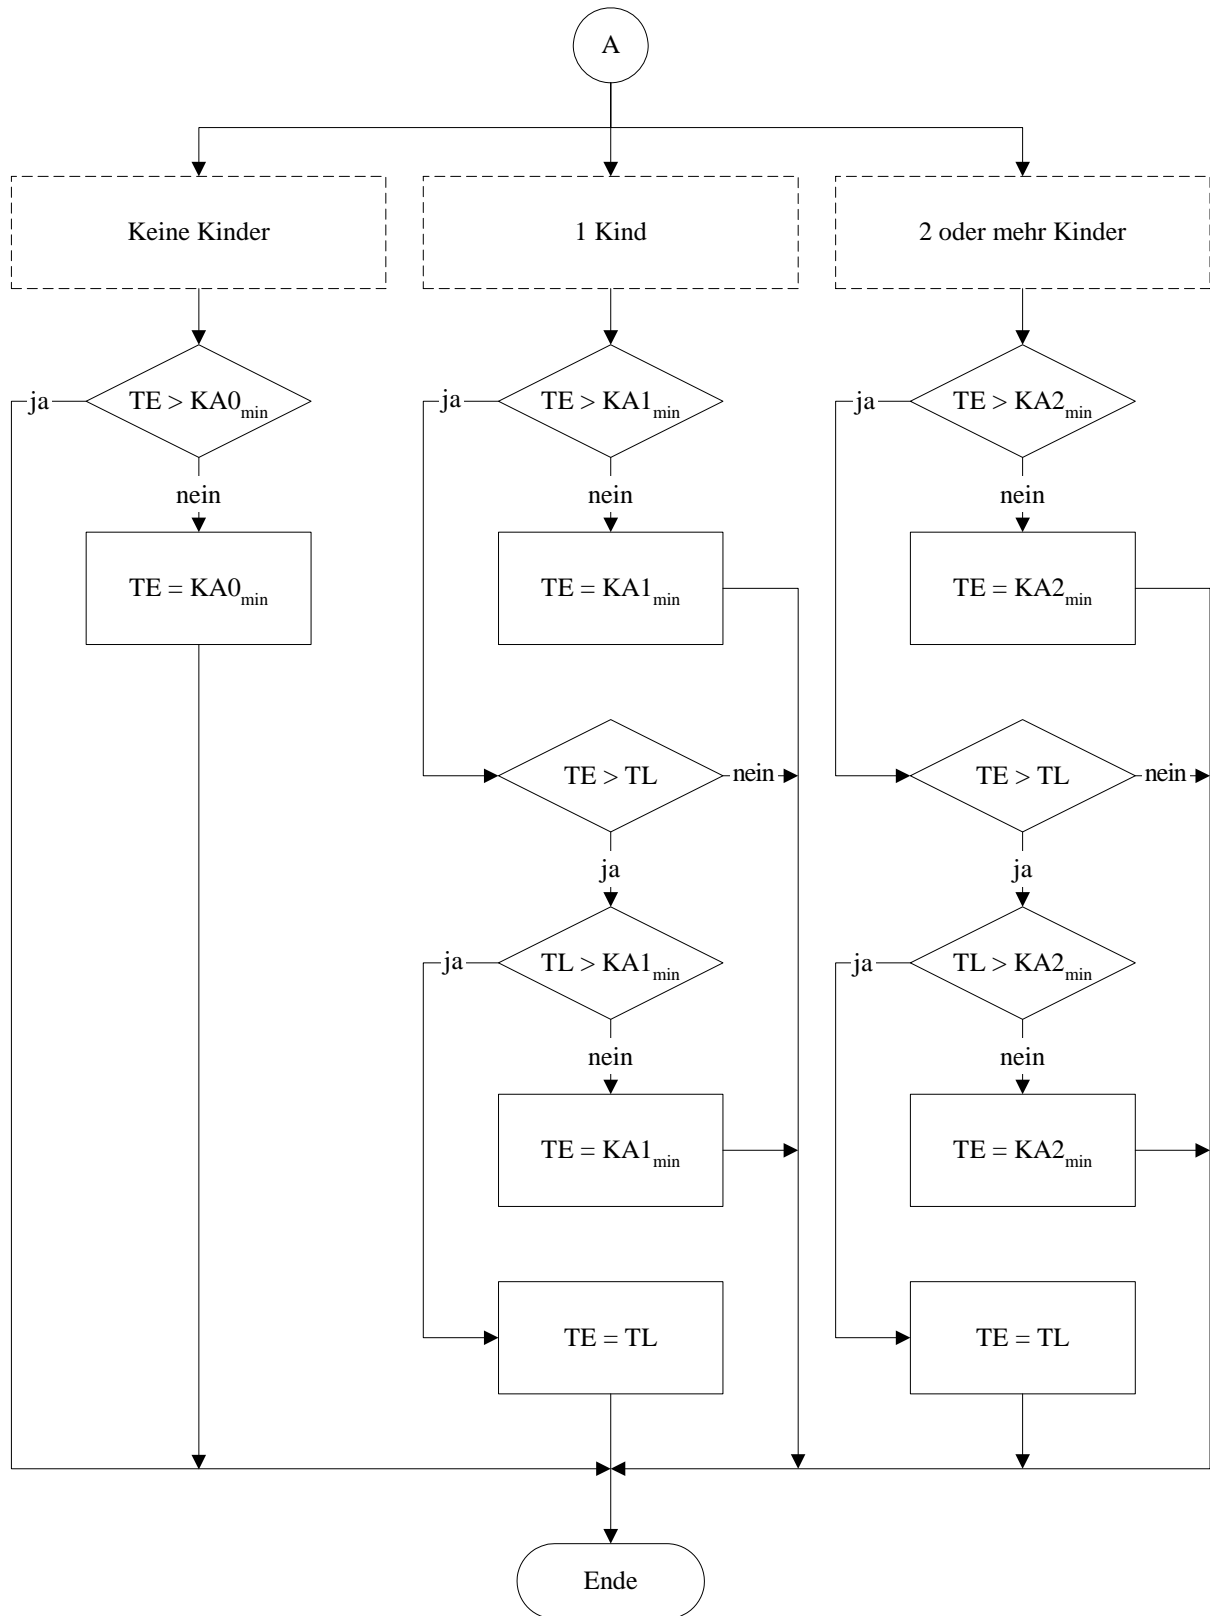 A
Keine Kinder
1 Kind
2 oder mehr Kinder
ja
TE > KA0min
ja
TE > KA1min
ja
TE > KA2min
nein
nein
nein
TE = KA0min
TE = KA1min
TE = KA2min
TE > TL
nein
TE > TL
nein
ja
ja
ja
TL > KA1min
ja
TL > KA2min
nein
nein
TE = KA1min
TE = KA2min
TE = TL
TE = TL
Ende